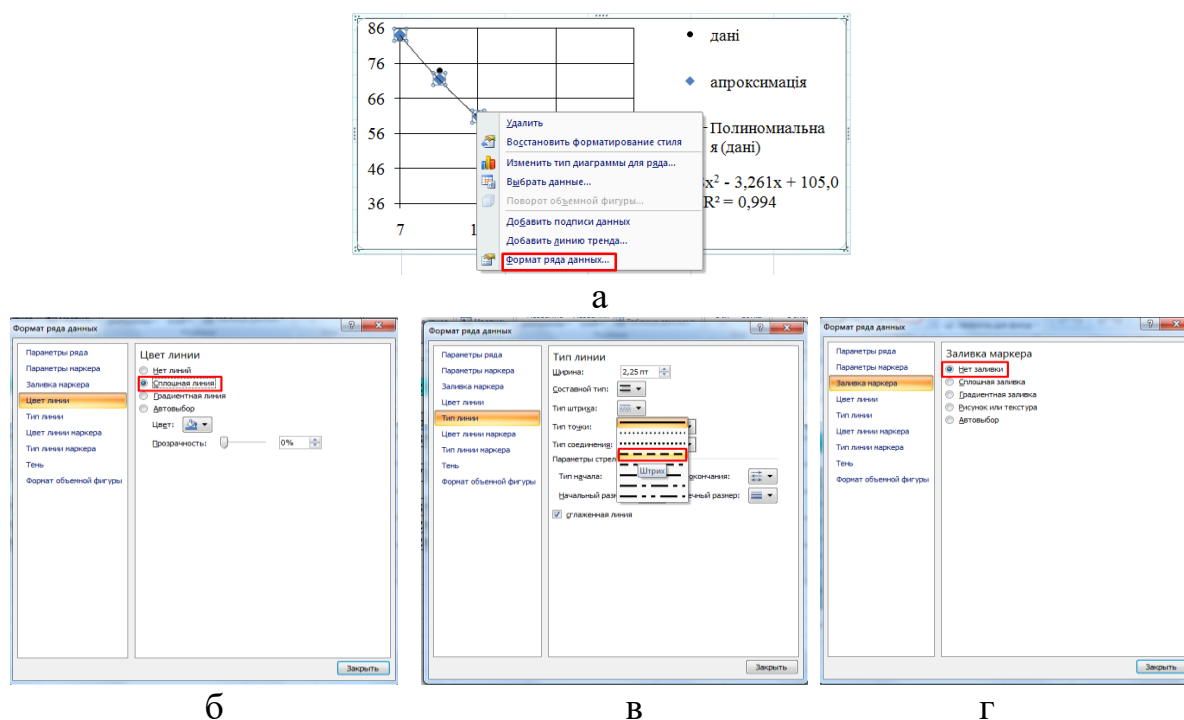 86
76
66
56
46
36
7
1
дані
апроксимація
Полиномиальна
я (дані)
x² - 3,261x + 105,0
R² = 0,994
Удалить
Восстановить форматирование стиля
Изменить тип диаграммы для ряда...
Выбрать данные...
Поворот объемной фигуры...
Добавить подписи данных
Добавить линию тренда...
Формат ряда данных...
а
Формат ряда данных
Параметры ряда
Параметры маркера
Заливка маркера
Цвет линии
Тип линии
Цвет линии маркера
Тип линии маркера
Тень
Формат объемной фигуры
Цвет линии
Нет линий
Сплошная линия
Градиентная линия
Автовыбор
Цвет:
Прозрачность: 0%
Закрыть
б
Формат ряда данных
Параметры ряда
Параметры маркера
Заливка маркера
Цвет линии
Тип линии
Цвет линии маркера
Тип линии маркера
Тень
Формат объемной фигуры
Тип линии
Ширина: 2,25 пт
Составной тип:
Тип штриха:
Тип точки:
Тип соединения:
Параметры стрел
Штрих
Тип начала: окончания:
Начальный разм ечный размер:
сглаженная линия
Закрыть
в
Формат ряда данных
Параметры ряда
Параметры маркера
Заливка маркера
Цвет линии
Тип линии
Цвет линии маркера
Тип линии маркера
Тень
Формат объемной фигуры
Заливка маркера
Нет заливки
Сплошная заливка
Градиентная заливка
Рисунок или текстура
Автовыбор
Закрыть
г